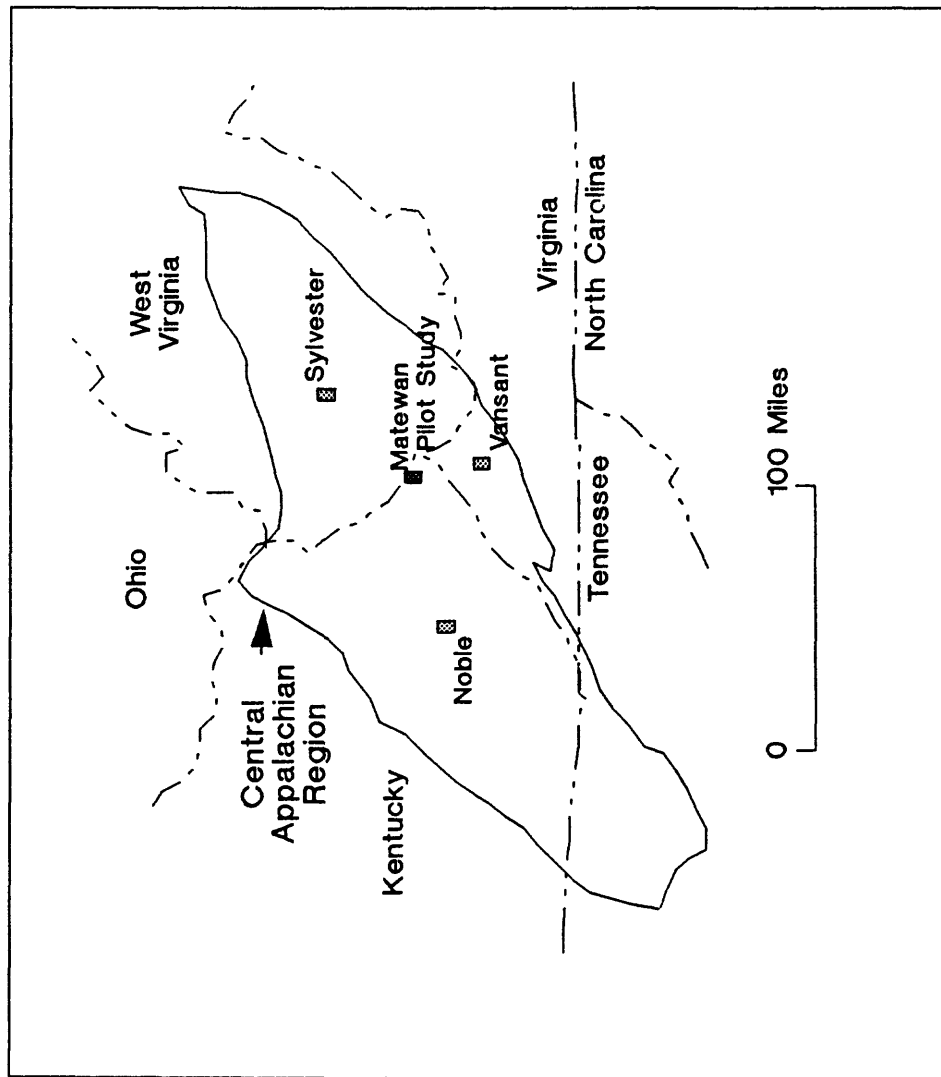 Ohio
West
Virginia
Central
Appalachian
Region
Sylvester
Kentucky
Matewan
Pilot Study
Noble
Vansant
Virginia
Tennessee
North Carolina
0
100 Miles